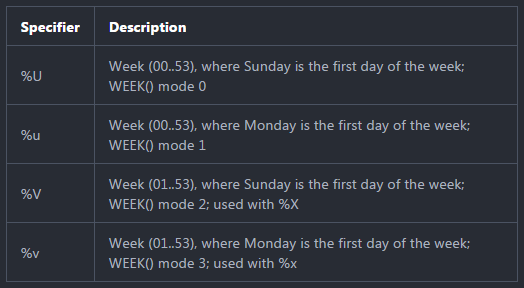 Specifier Description
%U Week (00..53), where Sunday is the first day of the week;
WEEK() mode 0
%u Week (00..53), where Monday is the first day of the week;
WEEK() mode 1
%V Week (01..53), where Sunday is the first day of the week;
WEEK() mode 2; used with %X
%v Week (01..53), where Monday is the first day of the week;
WEEK() mode 3; used with %x